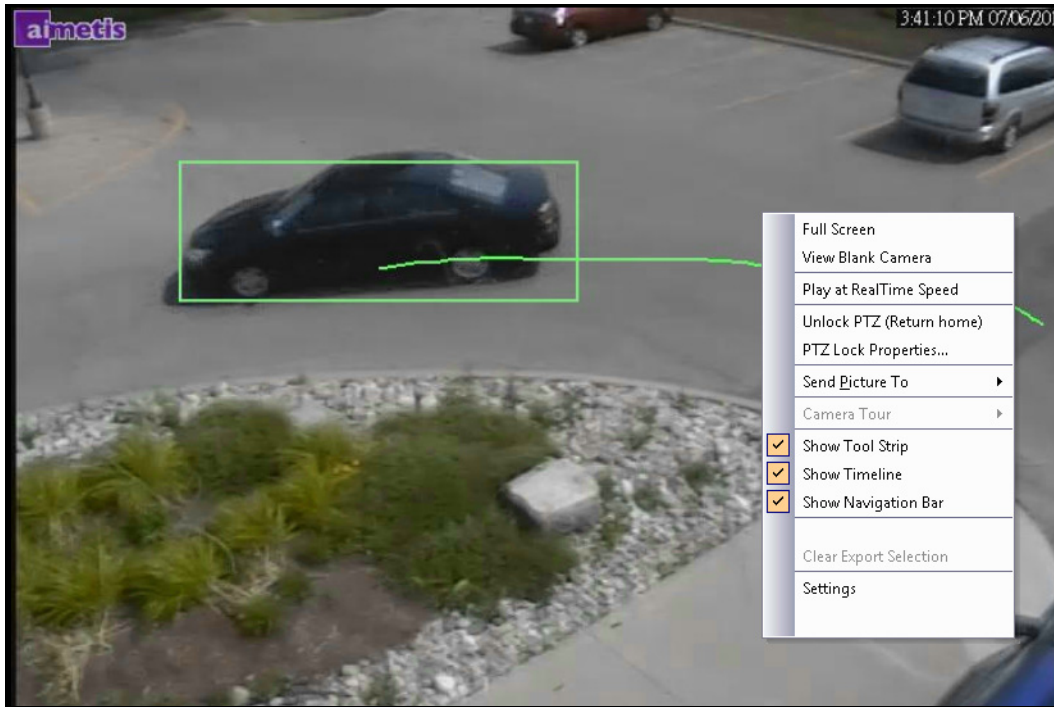 aimetis
3:41:10 PM 07/06/201
Full Screen
View Blank Camera
Play at RealTime Speed
Unlock PTZ (Return home)
PTZ Lock Properties...
Send Picture To
Camera Tour
Show Tool Strip
Show Timeline
Show Navigation Bar
Clear Export Selection
Settings